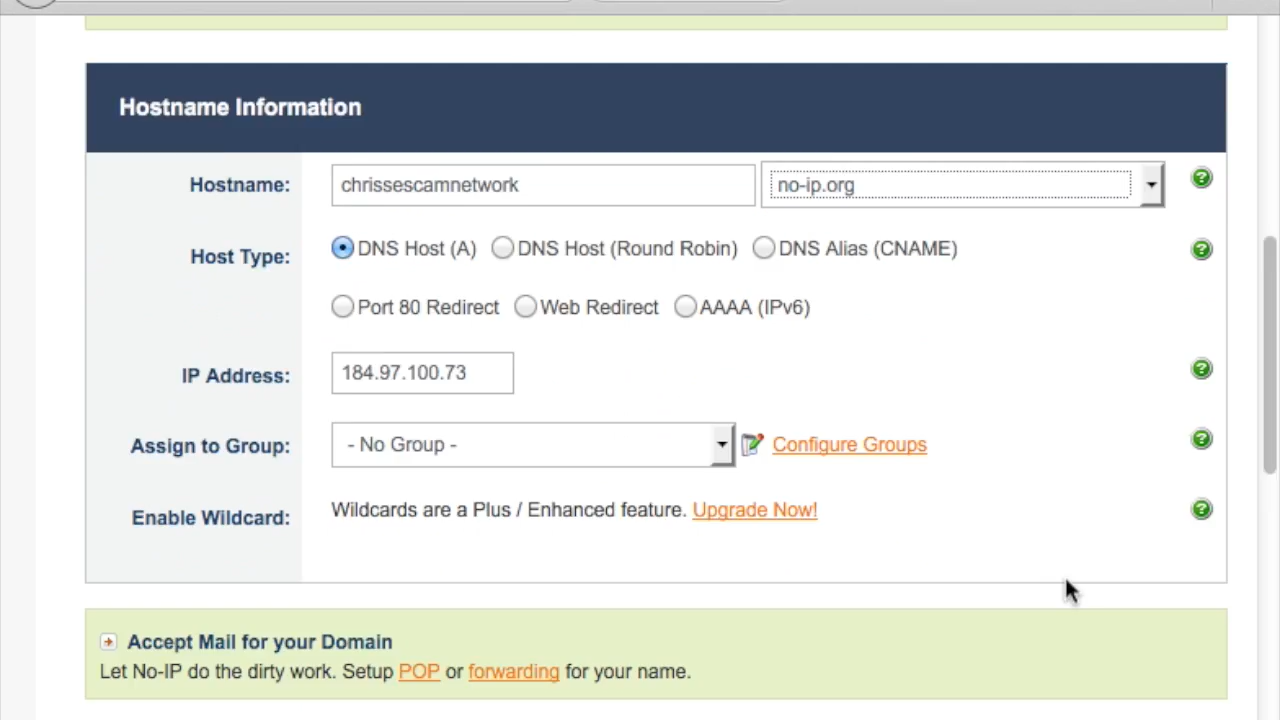 Hostname Information
Hostname: chrissescamnetwork no-ip.org
Host Type: DNS Host (A) DNS Host (Round Robin) DNS Alias (CNAME)
Port 80 Redirect Web Redirect AAAA (IPv6)
IP Address: 184.97.100.73
Assign to Group: - No Group - Configure Groups
Enable Wildcard: Wildcards are a Plus / Enhanced feature. Upgrade Now!
Accept Mail for your Domain
Let No-IP do the dirty work. Setup POP or forwarding for your name.